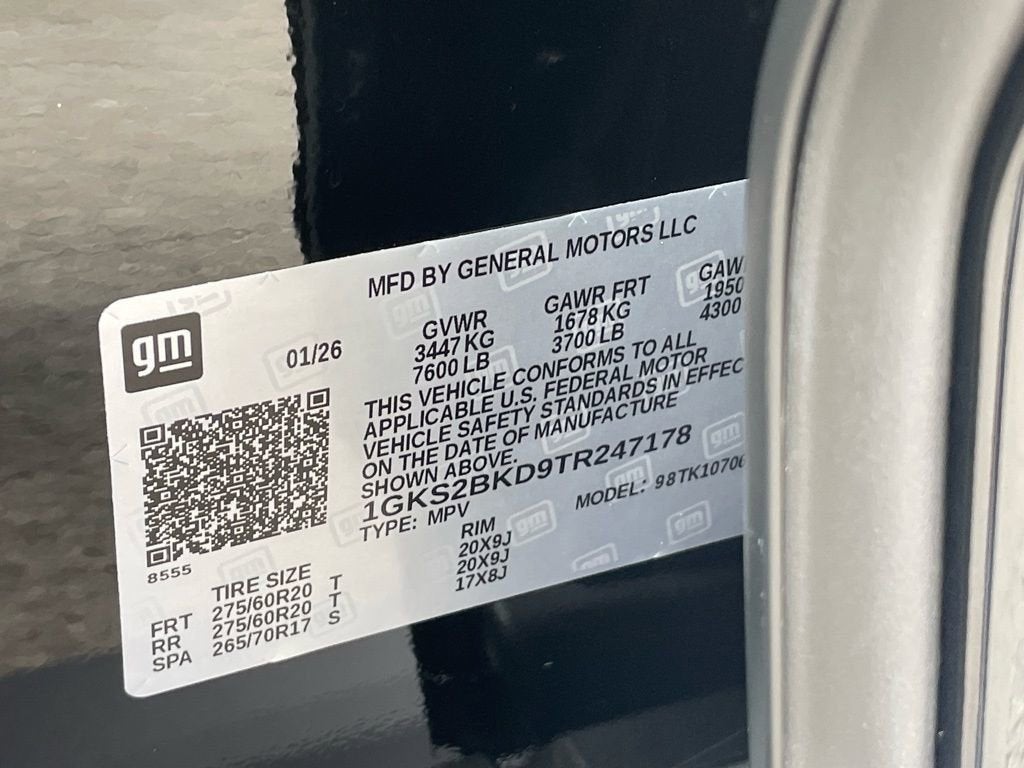 MFD BY GENERAL MOTORS LLC
gm
01/26
GVWR
3447 KG
7600 LB
GAWR FRT
1678 KG
3700 LB
GAW
1950
4300
THIS VEHICLE CONFORMS TO ALL
APPLICABLE U.S. FEDERAL MOTOR
VEHICLE SAFETY STANDARDS IN EFFEC
ON THE DATE OF MANUFACTURE
SHOWN ABOVE.
1GKS2BKD9TR247178
TYPE: MPV
MODEL: 98TK10706
8555
TIRE SIZE RIM
FRT 275/60R20 T 20X9J
RR 275/60R20 T 20X9J
SPA 265/70R17 S 17X8J